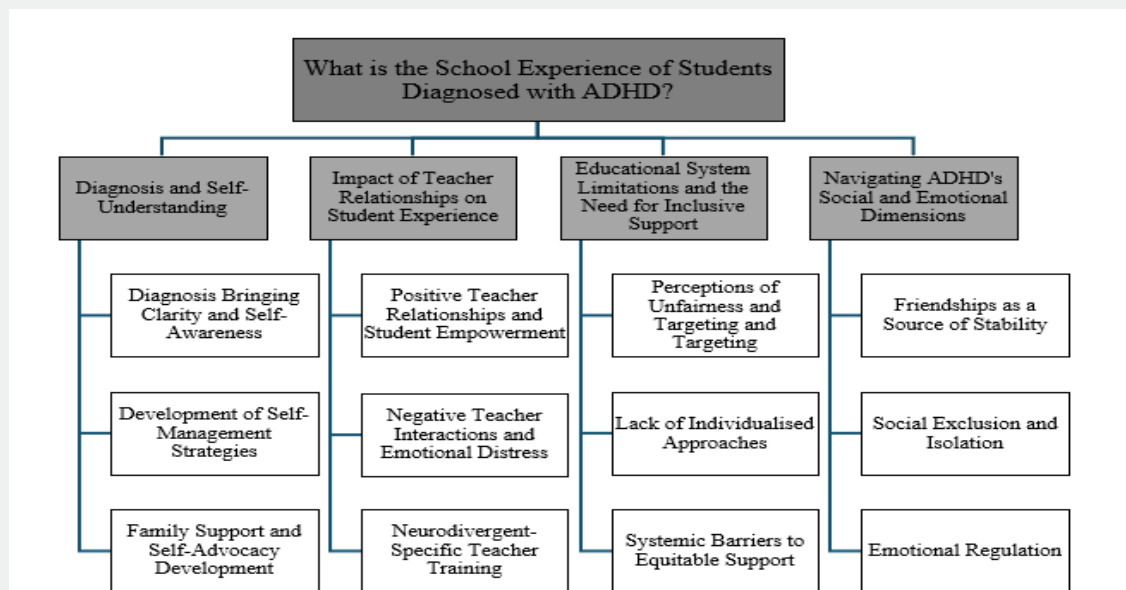 What is the School Experience of Students
Diagnosed with ADHD?
Diagnosis and Self-
Understanding
Impact of Teacher
Relationships on
Student Experience
Educational System
Limitations and the
Need for Inclusive
Support
Navigating ADHD's
Social and Emotional
Dimensions
Diagnosis Bringing
Clarity and Self-
Awareness
Positive Teacher
Relationships and
Student Empowerment
Perceptions of
Unfairness and
Targeting and
Targeting
Friendships as a
Source of Stability
Development of Self-
Management
Strategies
Negative Teacher
Interactions and
Emotional Distress
Lack of Individualised
Approaches
Social Exclusion and
Isolation
Family Support and
Self-Advocacy
Development
Neurodivergent-
Specific Teacher
Training
Systemic Barriers to
Equitable Support
Emotional Regulation